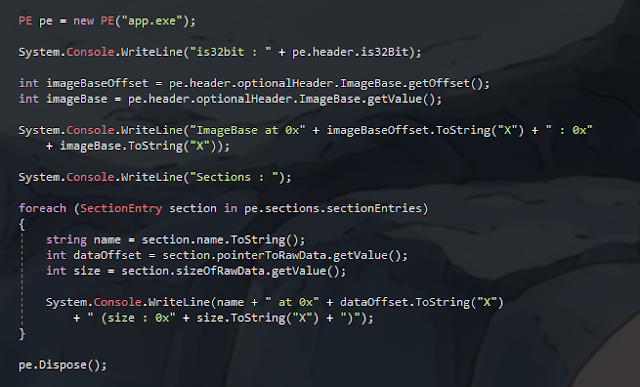 PE pe = new PE("app.exe");
System.Console.WriteLine("is32bit : " + pe.header.is32Bit);
int imageBaseOffset = pe.header.optionalHeader.ImageBase.getOffset();
int imageBase = pe.header.optionalHeader.ImageBase.getValue();
System.Console.WriteLine("ImageBase at 0x" + imageBaseOffset.ToString("X") + " : 0x"
+ imageBase.ToString("X"));
System.Console.WriteLine("Sections : ");
foreach (SectionEntry section in pe.sections.sectionEntries)
{
string name = section.name.ToString();
int dataOffset = section.pointerToRawData.getValue();
int size = section.sizeOfRawData.getValue();
System.Console.WriteLine(name + " at 0x" + dataOffset.ToString("X")
+ " (size : 0x" + size.ToString("X") + ")");
}
pe.Dispose();